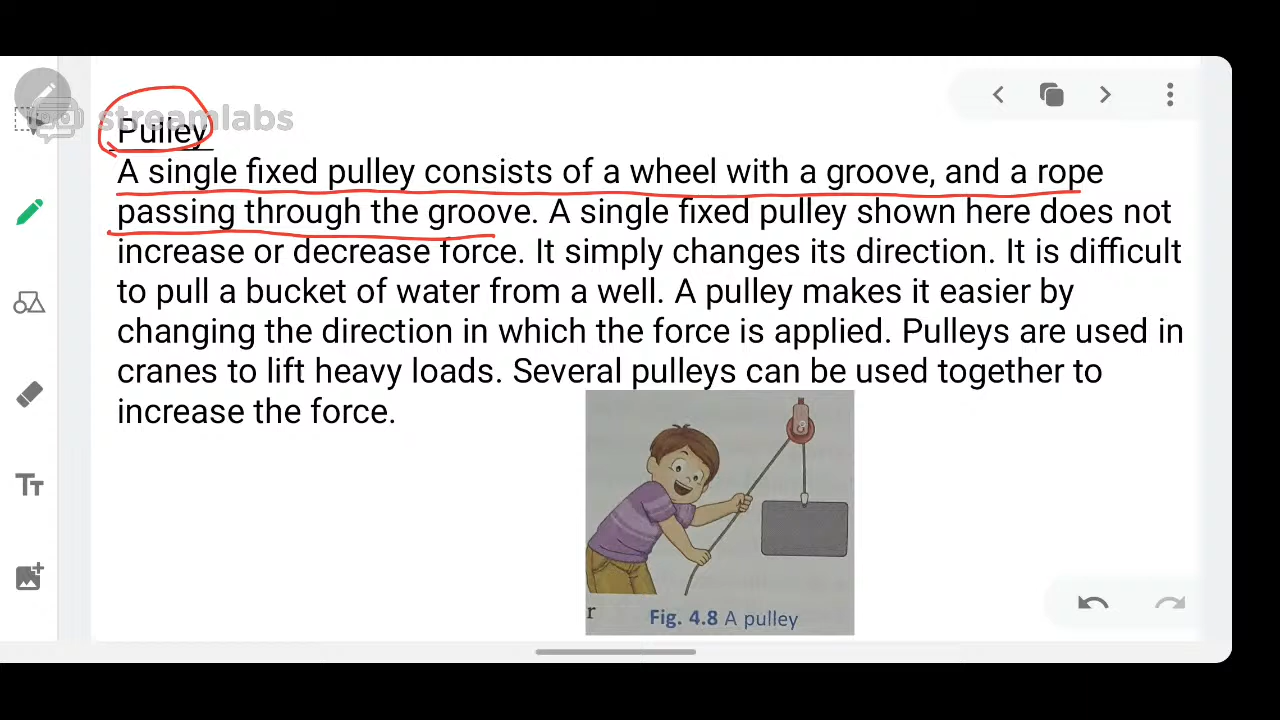 streamlabs
Pulley
A single fixed pulley consists of a wheel with a groove, and a rope
passing through the groove. A single fixed pulley shown here does not
increase or decrease force. It simply changes its direction. It is difficult
to pull a bucket of water from a well. A pulley makes it easier by
changing the direction in which the force is applied. Pulleys are used in
cranes to lift heavy loads. Several pulleys can be used together to
increase the force.
r
Fig. 4.8 A pulley
TT